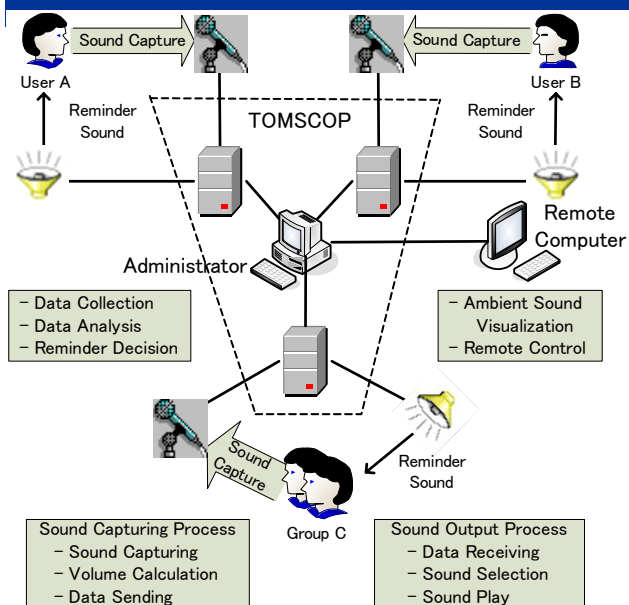 Sound Capture
Sound Capture
User A
User B
Reminder
Sound
TOMSCOP
Reminder
Sound
Remote
Computer
Administrator
- Data Collection
- Data Analysis
- Reminder Decision
- Ambient Sound
Visualization
- Remote Control
Sound
Capture
Reminder
Sound
Group C
Sound Capturing Process
- Sound Capturing
- Volume Calculation
- Data Sending
Sound Output Process
- Data Receiving
- Sound Selection
- Sound Play